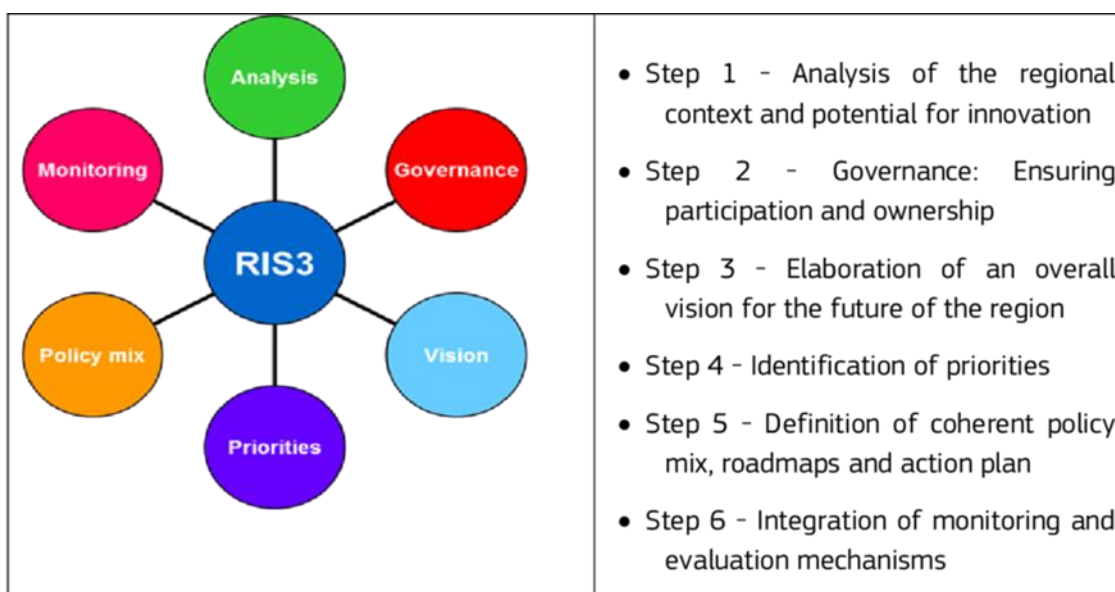 Analysis
Monitoring
Governance
RIS3
Policy mix
Vision
Priorities
• Step 1 – Analysis of the regional
context and potential for innovation
• Step 2 – Governance: Ensuring
participation and ownership
• Step 3 – Elaboration of an overall
vision for the future of the region
• Step 4 – Identification of priorities
• Step 5 – Definition of coherent policy
mix, roadmaps and action plan
• Step 6 – Integration of monitoring and
evaluation mechanisms